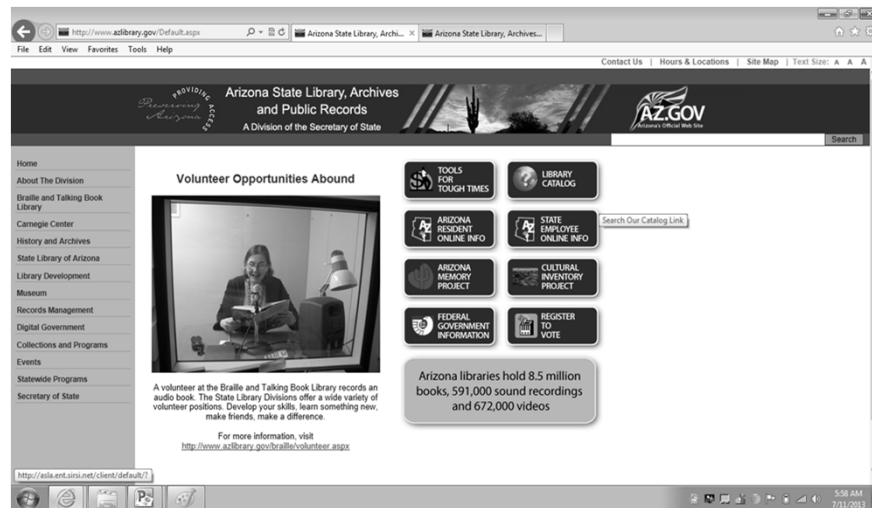 http://www.azlibrary.gov/Default.aspx
Arizona State Library, Archi...
Arizona State Library, Archives...
File Edit View Favorites Tools Help
Contact Us | Hours & Locations | Site Map | Text Size: A A A
PROVIDING ACCESS
Preserving Arizona
Arizona State Library, Archives
and Public Records
A Division of the Secretary of State
AZ.GOV
Arizona's Official Web Site
Search
Home
About The Division
Braille and Talking Book
Library
Carnegie Center
History and Archives
State Library of Arizona
Library Development
Museum
Records Management
Digital Government
Collections and Programs
Events
Statewide Programs
Secretary of State
Volunteer Opportunities Abound
A volunteer at the Braille and Talking Book Library records an
audio book. The State Library Divisions offer a wide variety of
volunteer positions. Develop your skills, learn something new,
make friends, make a difference.
For more information, visit
http://www.azlibrary.gov/braille/volunteer.aspx
TOOLS
FOR
TOUGH TIMES
LIBRARY
CATALOG
AZ
ARIZONA
RESIDENT
ONLINE INFO
AZ
STATE
EMPLOYEE
ONLINE INFO
Search Our Catalog Link
ARIZONA
MEMORY
PROJECT
CULTURAL
INVENTORY
PROJECT
FEDERAL
GOVERNMENT
INFORMATION
REGISTER
TO
VOTE
Arizona libraries hold 8.5 million
books, 591,000 sound recordings
and 672,000 videos
http://asla.ent.sirsi.net/client/default/?
5:58 AM
7/11/2013